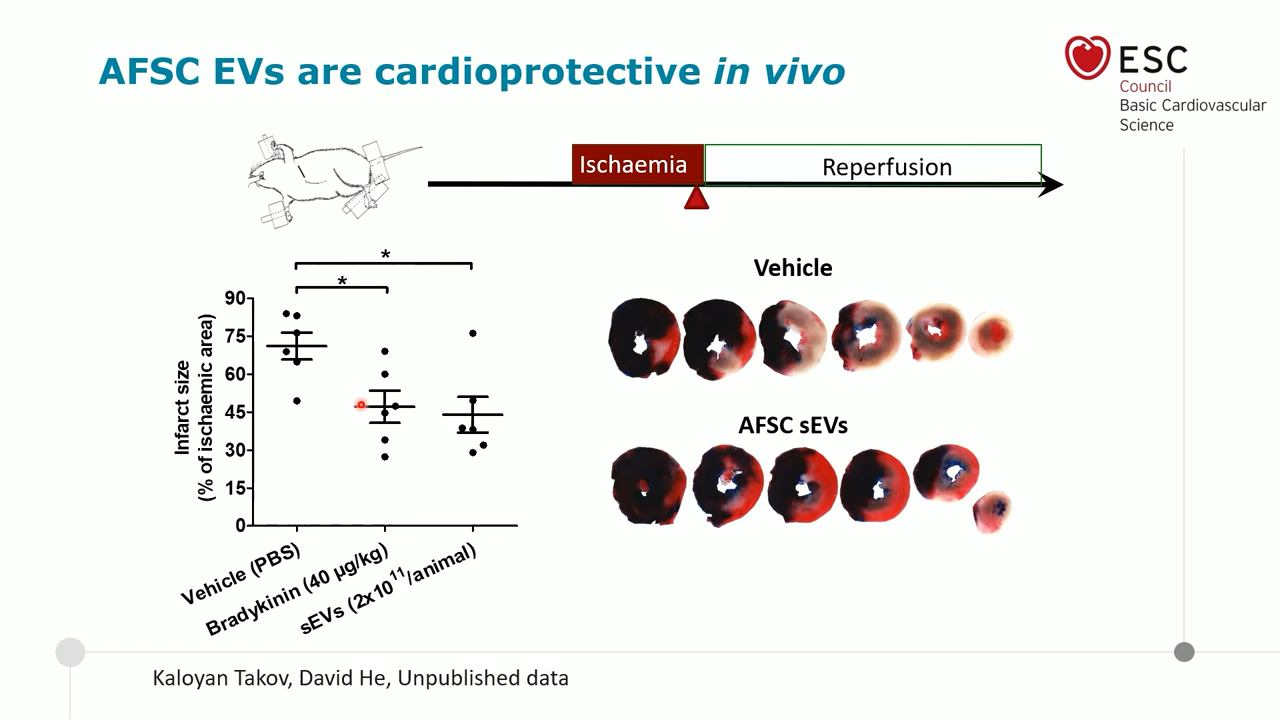 AFSC EVs are cardioprotective in vivo
ESC
Council
Basic Cardiovascular
Science
Ischaemia
Reperfusion
*
*
90
75
60
45
30
15
0
Infarct size
(% of ischaemic area)
Vehicle (PBS)
Bradykinin (40 µg/kg)
sEVs (2x10¹¹/animal)
Vehicle
AFSC sEVs
Kaloyan Takov, David He, Unpublished data